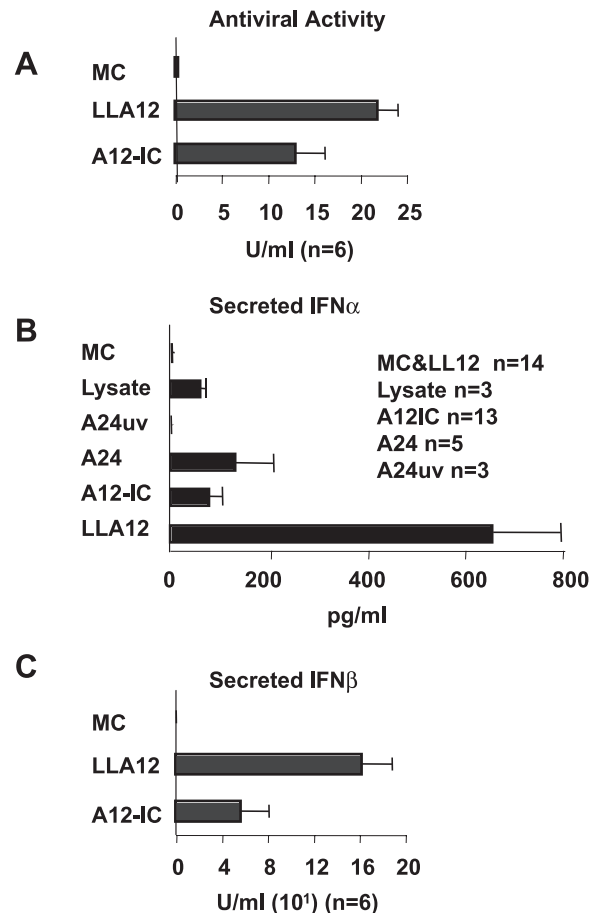 Antiviral Activity
A
MC
LLA12
A12-IC
0 5 10 15 20 25
U/ml (n=6)
Secreted IFNα
B
MC
Lysate
A24uv
A24
A12-IC
LLA12
MC&LL12 n=14
Lysate n=3
A12IC n=13
A24 n=5
A24uv n=3
0 200 400 600 800
pg/ml
C
Secreted IFNβ
MC
LLA12
A12-IC
0 4 8 12 16 20
U/ml (10¹) (n=6)